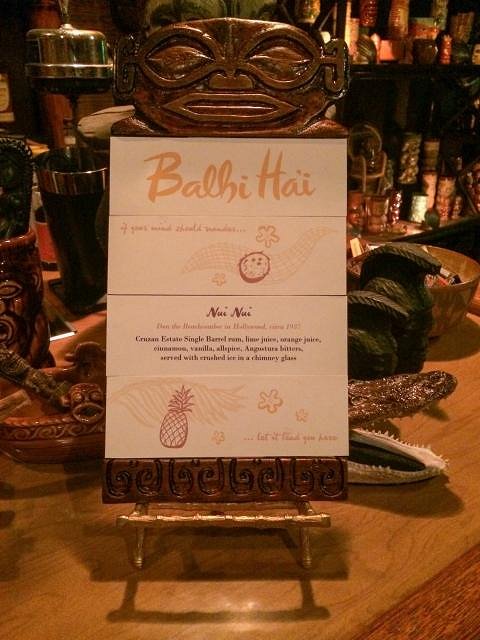 Balhi Ha'i
if your mind should wander...
Nui Nui
Don the Beachcomber in Hollywood, circa 1937
Cruzan Estate Single Barrel rum, lime juice, orange juice,
cinnamon, vanilla, allspice, Angostura bitters,
served with crushed ice in a chimney glass
... let it lead you here